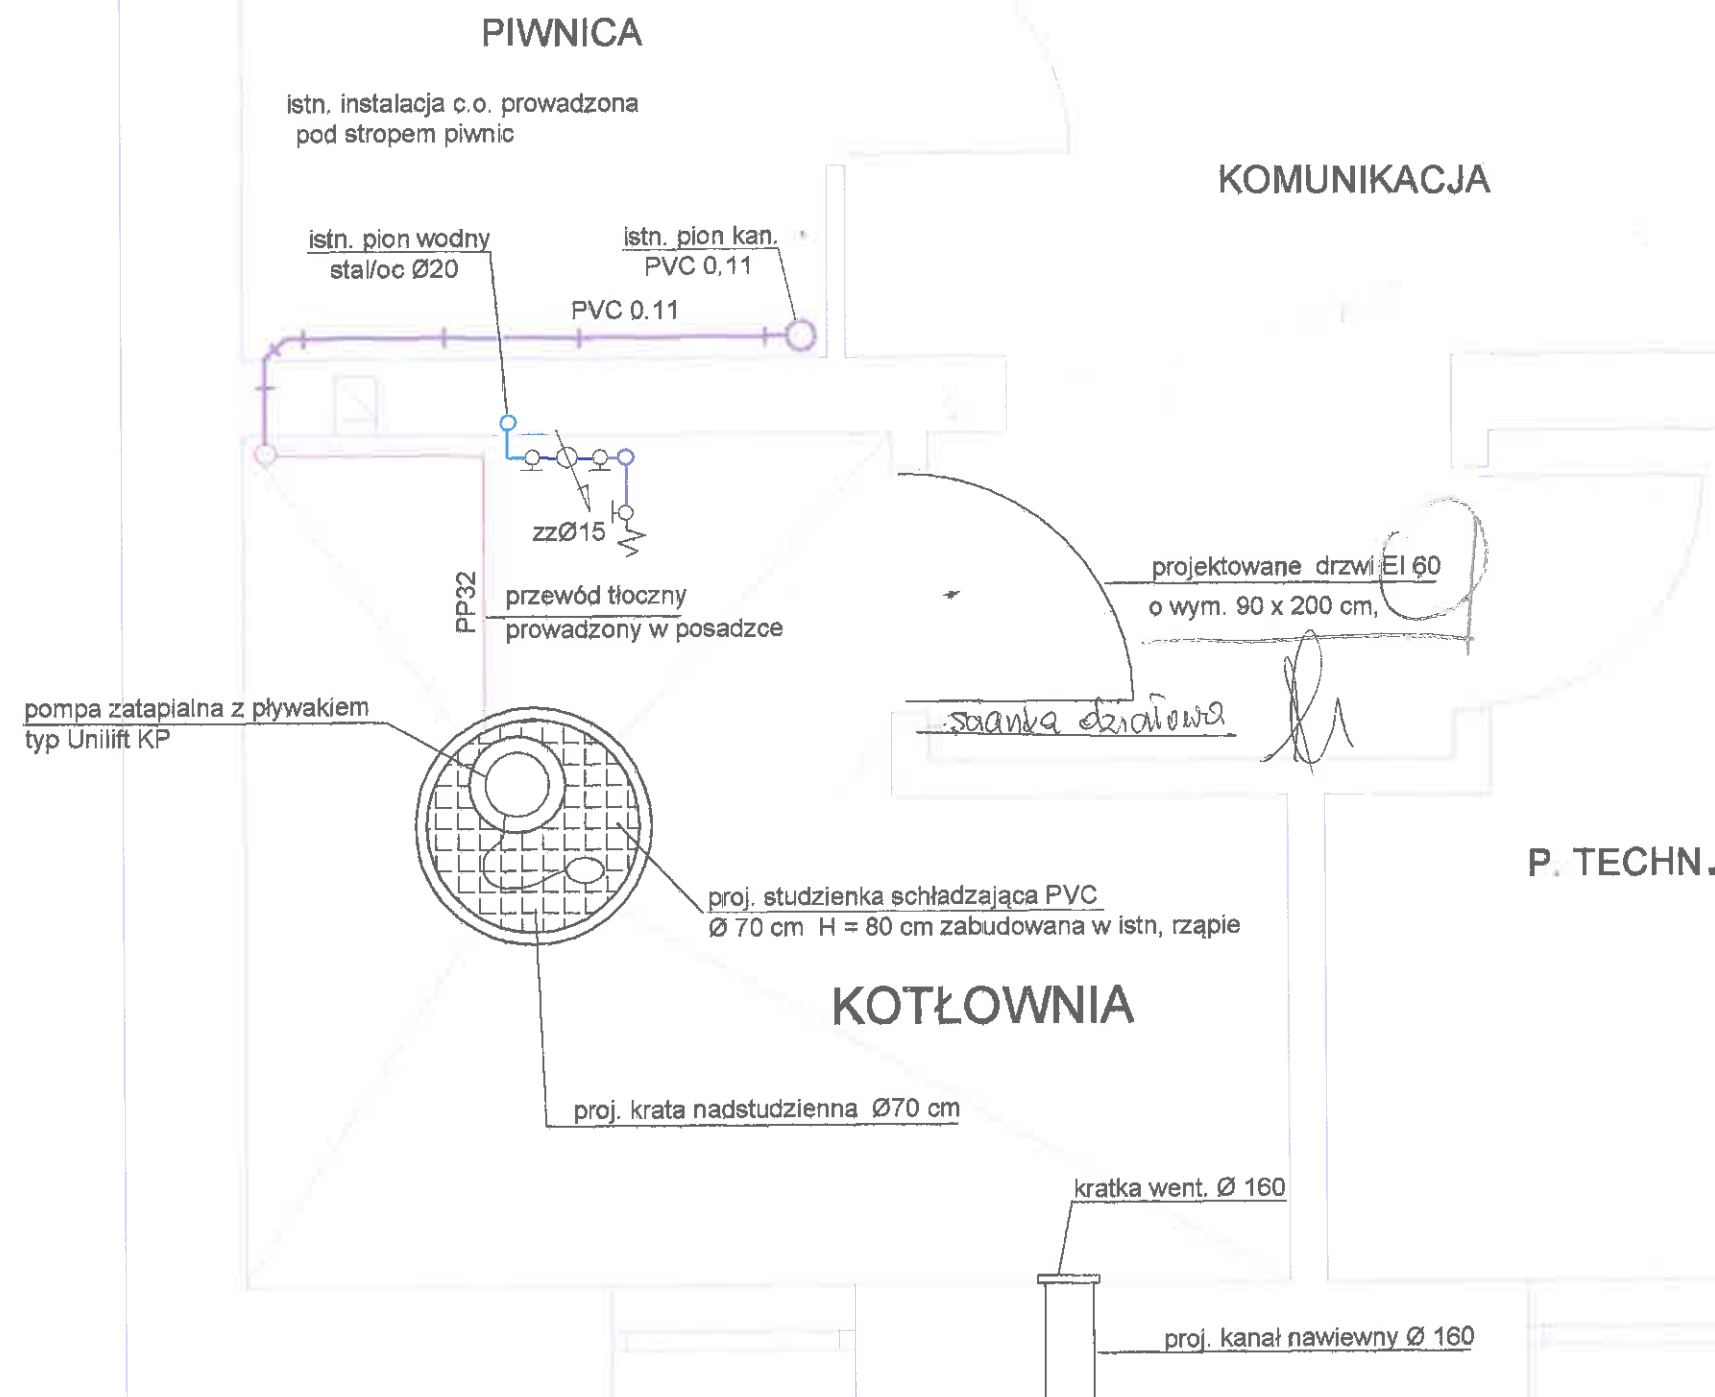 PIWNICA
istn. instalacja c.o. prowadzona
pod stropem piwnic
KOMUNIKACJA
istn. pion wodny
stal/oc Ø20
istn. pion kan.
PVC 0,11
PVC 0.11
zzØ15
PP32
przewód tłoczny
prowadzony w posadzce
projektowane drzwi EI 60
o wym. 90 x 200 cm,
ścianka działowa
pompa zatapialna z pływakiem
typ Unilift KP
P. TECHN.
proj. studzienka schładzająca PVC
Ø 70 cm H = 80 cm zabudowana w istn, rząpie
KOTŁOWNIA
proj. krata nadstudzienna Ø70 cm
kratka went. Ø 160
proj. kanał nawiewny Ø 160